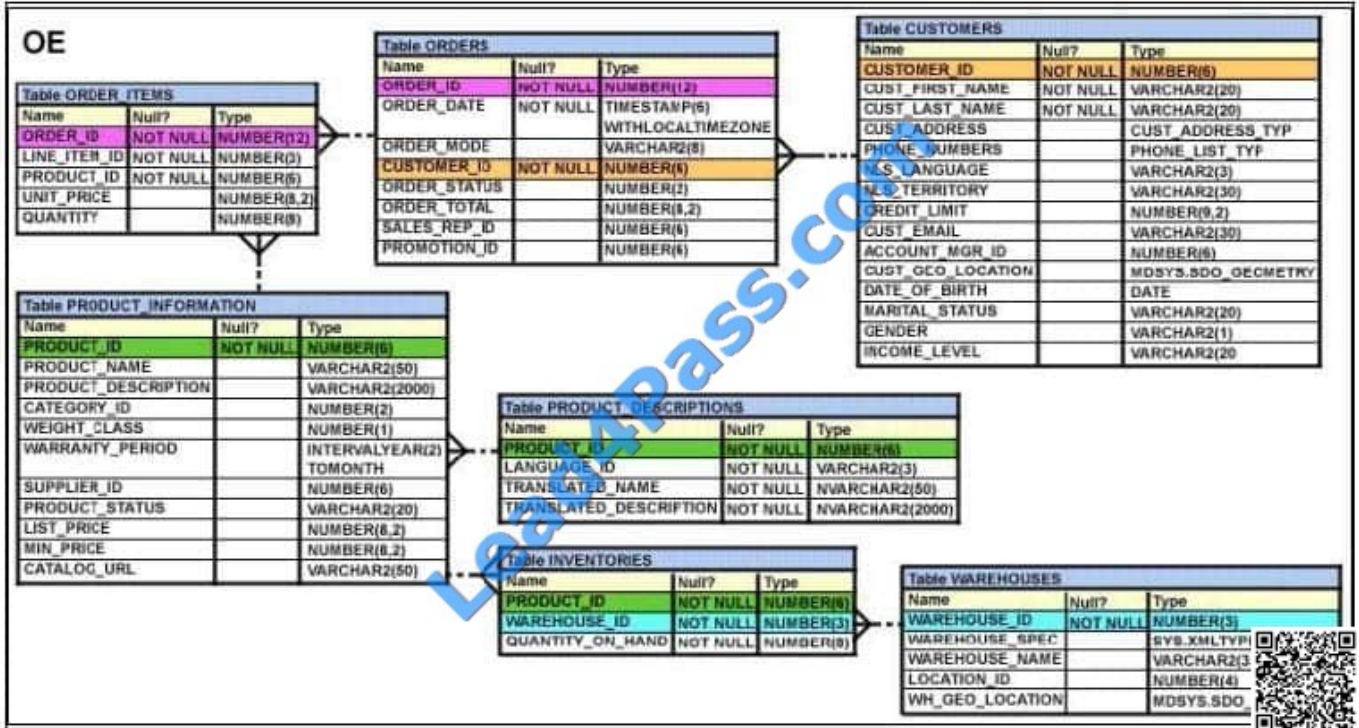 OE
Table ORDER_ITEMS
Name Null? Type
ORDER_ID NOT NULL NUMBER(12)
LINE_ITEM_ID NOT NULL NUMBER(3)
PRODUCT_ID NOT NULL NUMBER(6)
UNIT_PRICE NUMBER(8,2)
QUANTITY NUMBER(8)
Table ORDERS
Name Null? Type
ORDER_ID NOT NULL NUMBER(12)
ORDER_DATE NOT NULL TIMESTAMP(6)
WITHLOCALTIMEZONE
ORDER_MODE VARCHAR2(8)
CUSTOMER_ID NOT NULL NUMBER(6)
ORDER_STATUS NUMBER(2)
ORDER_TOTAL NUMBER(8,2)
SALES_REP_ID NUMBER(6)
PROMOTION_ID NUMBER(6)
Table CUSTOMERS
Name Null? Type
CUSTOMER_ID NOT NULL NUMBER(6)
CUST_FIRST_NAME NOT NULL VARCHAR2(20)
CUST_LAST_NAME NOT NULL VARCHAR2(20)
CUST_ADDRESS CUST_ADDRESS_TYP
PHONE_NUMBERS PHONE_LIST_TYP
NLS_LANGUAGE VARCHAR2(3)
NLS_TERRITORY VARCHAR2(30)
CREDIT_LIMIT NUMBER(9,2)
CUST_EMAIL VARCHAR2(30)
ACCOUNT_MGR_ID NUMBER(6)
CUST_GEO_LOCATION MDSYS.SDO_GEOMETRY
DATE_OF_BIRTH DATE
MARITAL_STATUS VARCHAR2(20)
GENDER VARCHAR2(1)
INCOME_LEVEL VARCHAR2(20
Table PRODUCT_INFORMATION
Name Null? Type
PRODUCT_ID NOT NULL NUMBER(6)
PRODUCT_NAME VARCHAR2(50)
PRODUCT_DESCRIPTION VARCHAR2(2000)
CATEGORY_ID NUMBER(2)
WEIGHT_CLASS NUMBER(1)
WARRANTY_PERIOD INTERVALYEAR(2)
TOMONTH
SUPPLIER_ID NUMBER(6)
PRODUCT_STATUS VARCHAR2(20)
LIST_PRICE NUMBER(8,2)
MIN_PRICE NUMBER(8,2)
CATALOG_URL VARCHAR2(50)
Table PRODUCT_DESCRIPTIONS
Name Null? Type
PRODUCT_ID NOT NULL NUMBER(6)
LANGUAGE_ID NOT NULL VARCHAR2(3)
TRANSLATED_NAME NOT NULL NVARCHAR2(50)
TRANSLATED_DESCRIPTION NOT NULL NVARCHAR2(2000)
Table INVENTORIES
Name Null? Type
PRODUCT_ID NOT NULL NUMBER(6)
WAREHOUSE_ID NOT NULL NUMBER(3)
QUANTITY_ON_HAND NOT NULL NUMBER(8)
Table WAREHOUSES
Name Null? Type
WAREHOUSE_ID NOT NULL NUMBER(3)
WAREHOUSE_SPEC SYS.XMLTYP
WAREHOUSE_NAME VARCHAR2(3
LOCATION_ID NUMBER(4)
WH_GEO_LOCATION MDSYS.SDO_
Lead4Pass.com